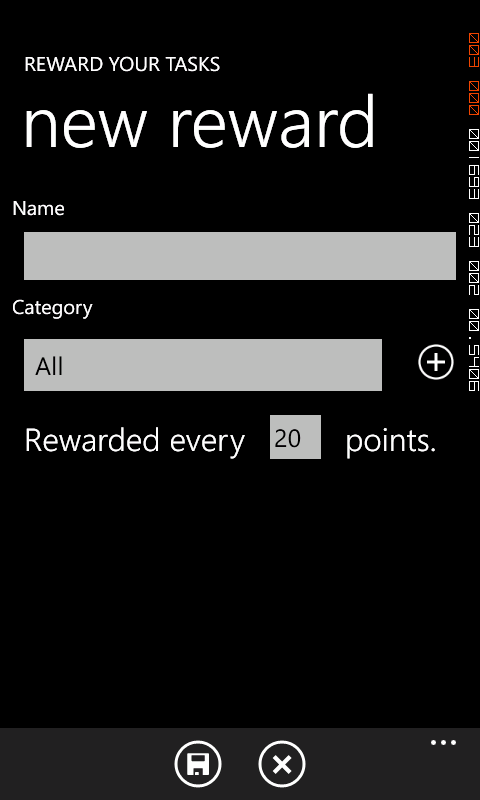 REWARD YOUR TASKS
new reward
Name
Category
All
Rewarded every 20 points.